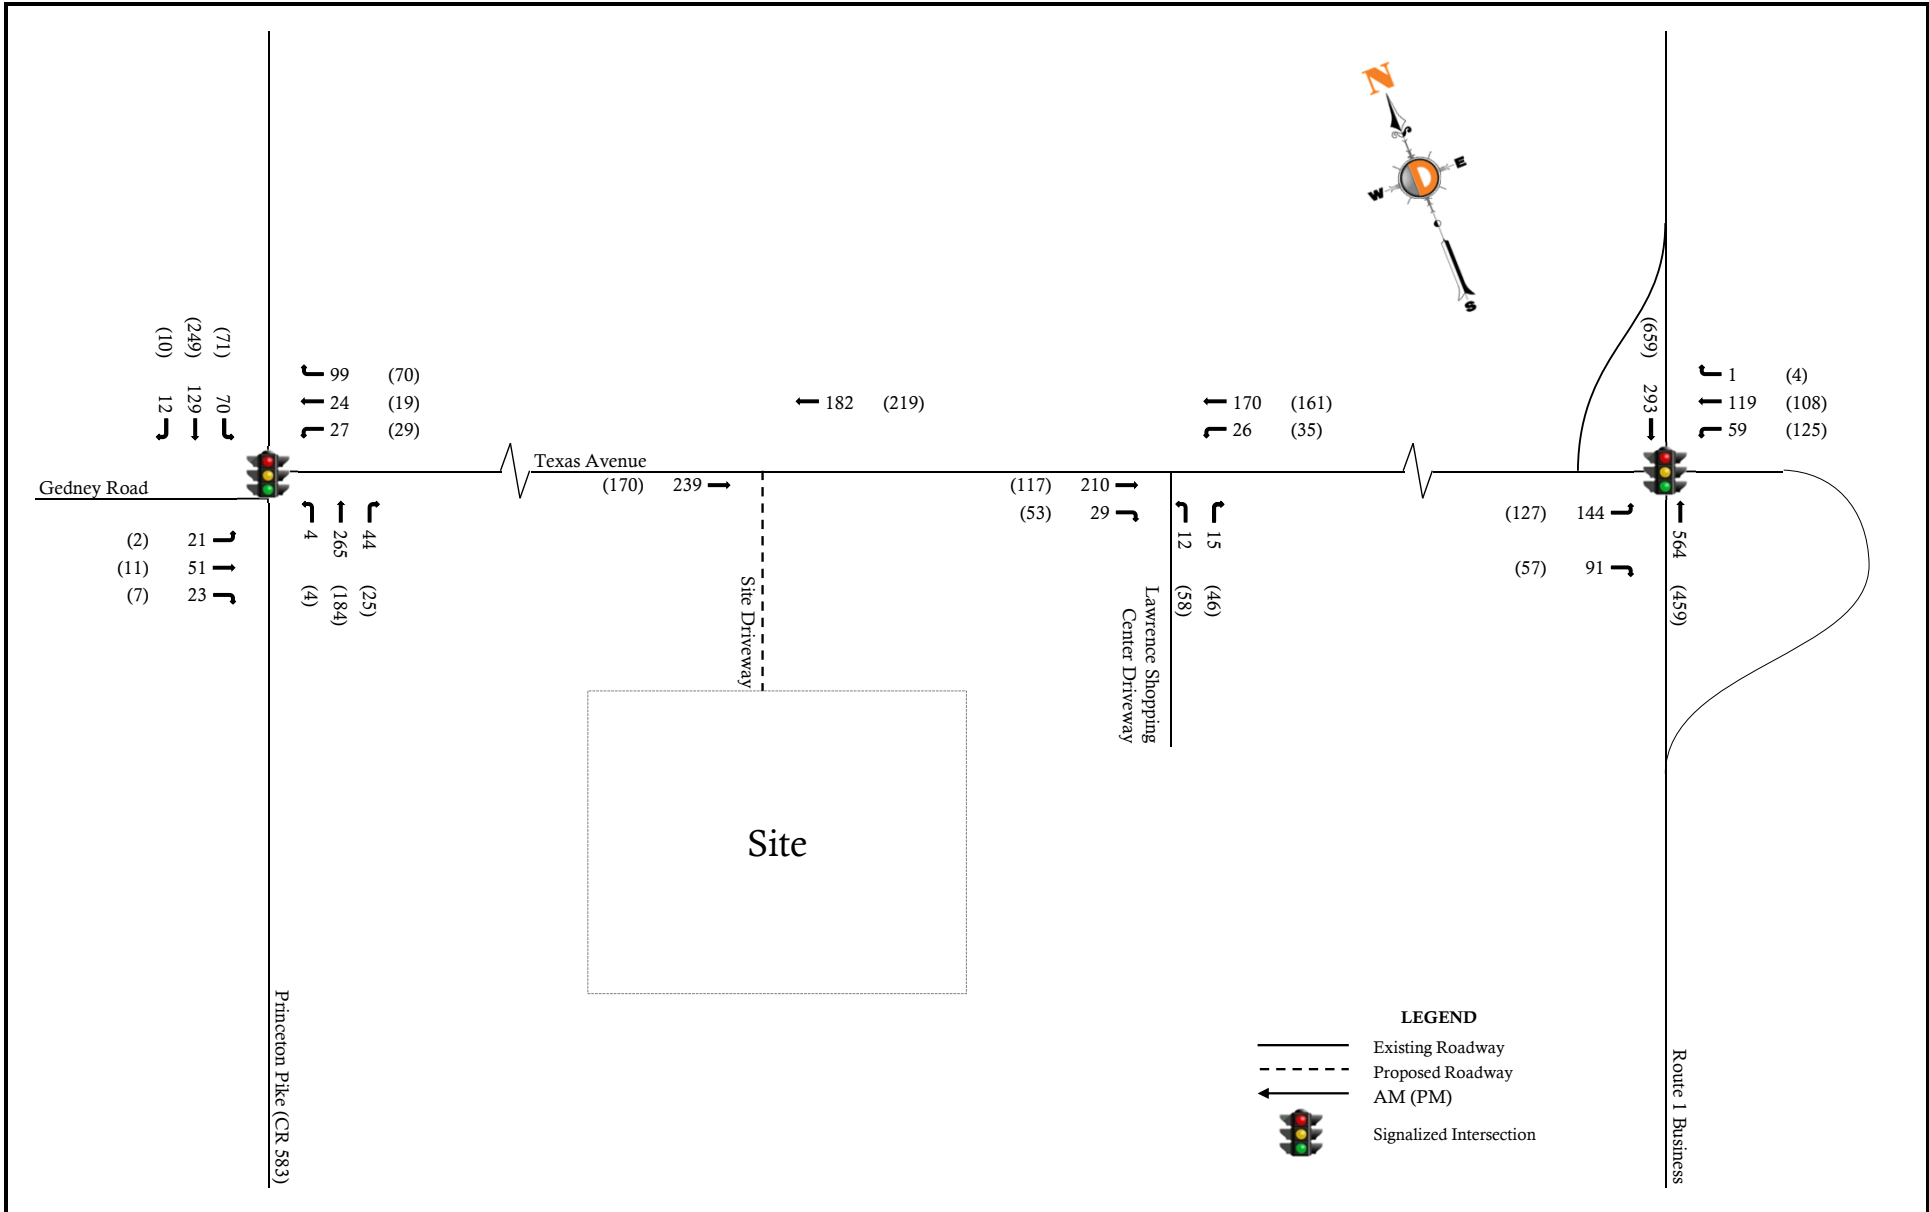 N
E
W
D
S
(10)
(249)
(71)
12
129
70
99 (70)
24 (19)
27 (29)
182 (219)
170 (161)
26 (35)
(659)
293
1 (4)
119 (108)
59 (125)
Texas Avenue
Gedney Road
(170) 239
(117) 210
(53) 29
(127) 144
(57) 91
(2) 21
(11) 51
(7) 23
4
265
44
(4)
(184)
(25)
12
15
(58)
(46)
564
(459)
Site Driveway
Lawrence Shopping
Center Driveway
Site
Princeton Pike (CR 583)
Route 1 Business
LEGEND
Existing Roadway
Proposed Roadway
AM (PM)
Signalized Intersection